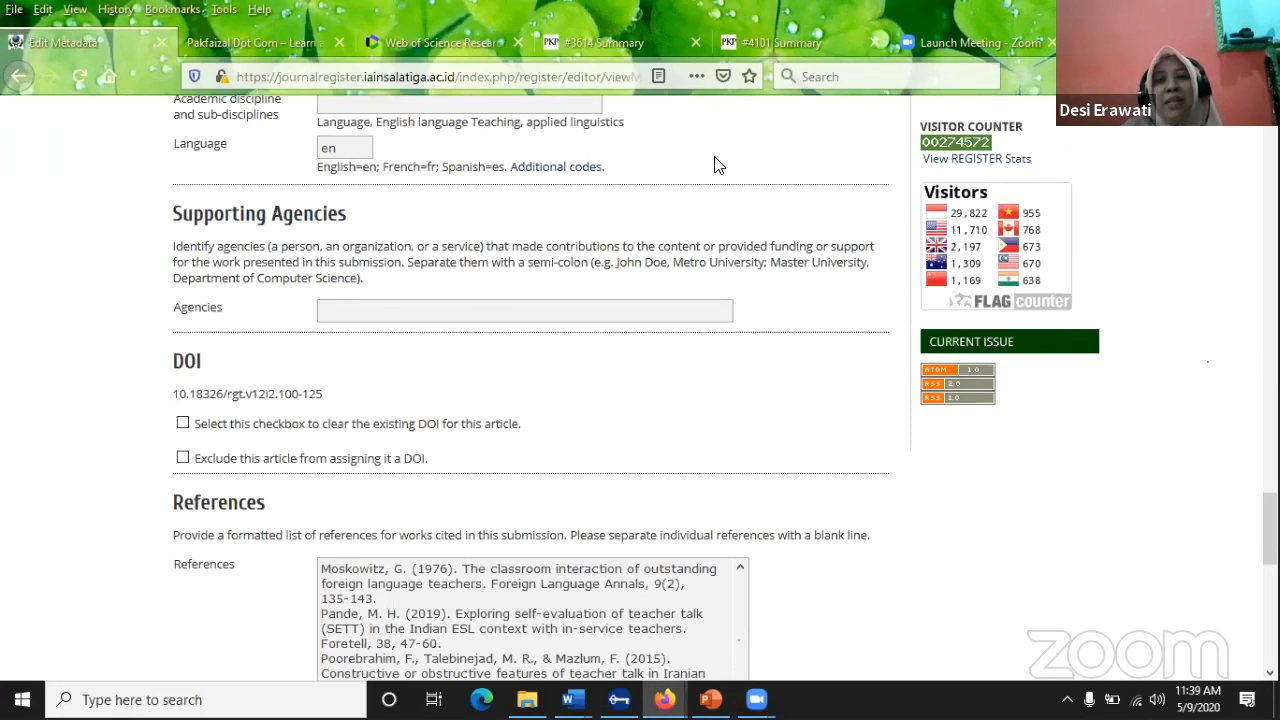 File Edit View History Bookmarks Tools Help
Edit Metadata
Pakfaizal Dot Com – Learn a
Web of Science Resear
PKP #3614 Summary
PKP #4101 Summary
Launch Meeting - Zoom
https://journalregister.iainsalatiga.ac.id/index.php/register/editor/viewM
Search
Desi Erawati
Academic discipline
and sub-disciplines
Language, English language Teaching, applied linguistics
Language
en
English=en; French=fr; Spanish=es. Additional codes.
Supporting Agencies
Identify agencies (a person, an organization, or a service) that made contributions to the content or provided funding or support
for the work presented in this submission. Separate them with a semi-colon (e.g. John Doe, Metro University; Master University,
Department of Computer Science).
Agencies
DOI
10.18326/rgt.v12i2.100-125
Select this checkbox to clear the existing DOI for this article.
Exclude this article from assigning it a DOI.
References
Provide a formatted list of references for works cited in this submission. Please separate individual references with a blank line.
References
Moskowitz, G. (1976). The classroom interaction of outstanding
foreign language teachers. Foreign Language Annals, 9(2),
135-143.
Pande, M. H. (2019). Exploring self-evaluation of teacher talk
(SETT) in the Indian ESL context with in-service teachers.
Foretell, 38, 47-60.
Poorebrahim, F., Talebinejad, M. R., & Mazlum, F. (2015).
Constructive or obstructive features of teacher talk in Iranian
VISITOR COUNTER
00274572
View REGISTER Stats
Visitors
29,822 955
11,710 768
2,197 673
1,309 670
1,169 638
FLAG counter
CURRENT ISSUE
ATOM 1.0
RSS 2.0
RSS 1.0
zoom
Type here to search
11:39 AM
5/9/2020